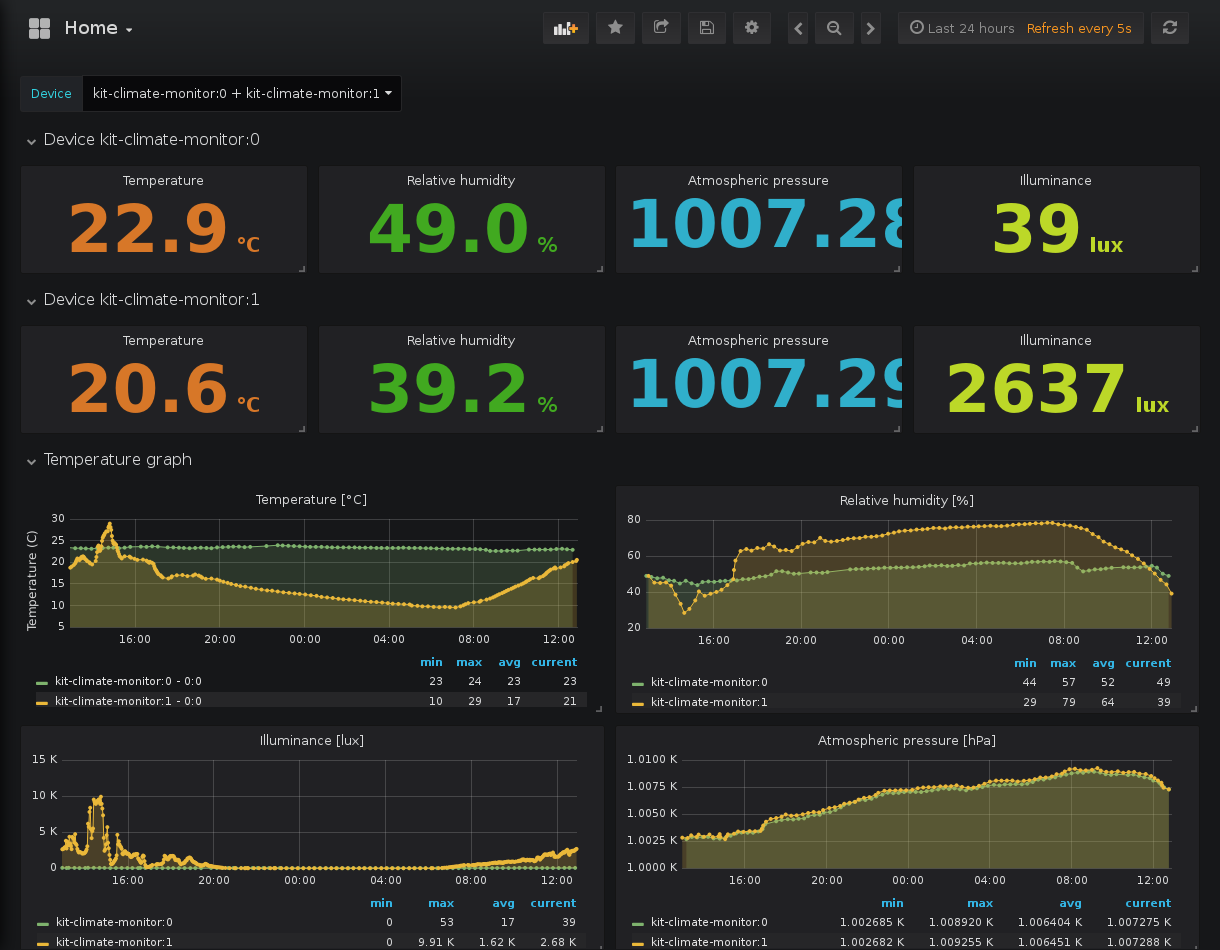 Home
Last 24 hours Refresh every 5s
Device kit-climate-monitor:0 + kit-climate-monitor:1
Device kit-climate-monitor:0
Temperature Relative humidity Atmospheric pressure Illuminance
22.9 °C 49.0 % 1007.28 39 lux
Device kit-climate-monitor:1
Temperature Relative humidity Atmospheric pressure Illuminance
20.6 °C 39.2 % 1007.29 2637 lux
Temperature graph
Temperature [°C]
Temperature (C)
30
25
20
15
10
5
16:00 20:00 00:00 04:00 08:00 12:00
min max avg current
kit-climate-monitor:0 - 0:0 23 24 23 23
kit-climate-monitor:1 - 0:0 10 29 17 21
Relative humidity [%]
80
60
40
20
16:00 20:00 00:00 04:00 08:00 12:00
min max avg current
kit-climate-monitor:0 44 57 52 49
kit-climate-monitor:1 29 79 64 39
Illuminance [lux]
15 K
10 K
5 K
0
16:00 20:00 00:00 04:00 08:00 12:00
min max avg current
kit-climate-monitor:0 0 53 17 39
kit-climate-monitor:1 0 9.91 K 1.62 K 2.68 K
Atmospheric pressure [hPa]
1.0100 K
1.0075 K
1.0050 K
1.0025 K
1.0000 K
16:00 20:00 00:00 04:00 08:00 12:00
min max avg current
kit-climate-monitor:0 1.002685 K 1.008920 K 1.006404 K 1.007275 K
kit-climate-monitor:1 1.002682 K 1.009255 K 1.006451 K 1.007288 K